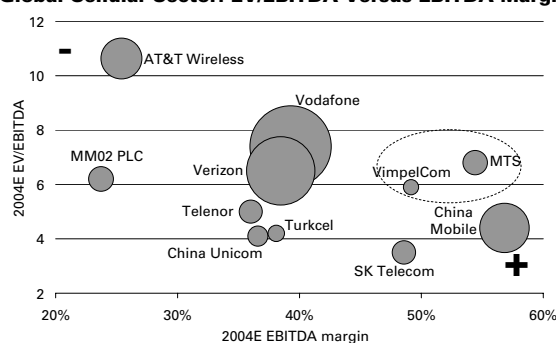 Global Cellular Sector: EV/EBITDA Versus EBITDA Margin
12
-
AT&T Wireless
10
Vodafone
8
2004E EV/EBITDA
MM02 PLC
Verizon
VimpelCom
MTS
6
Telenor
Turkcel
China
Mobile
4
China Unicom
SK Telecom
+
2
20%
30%
40%
50%
60%
2004E EBITDA margin